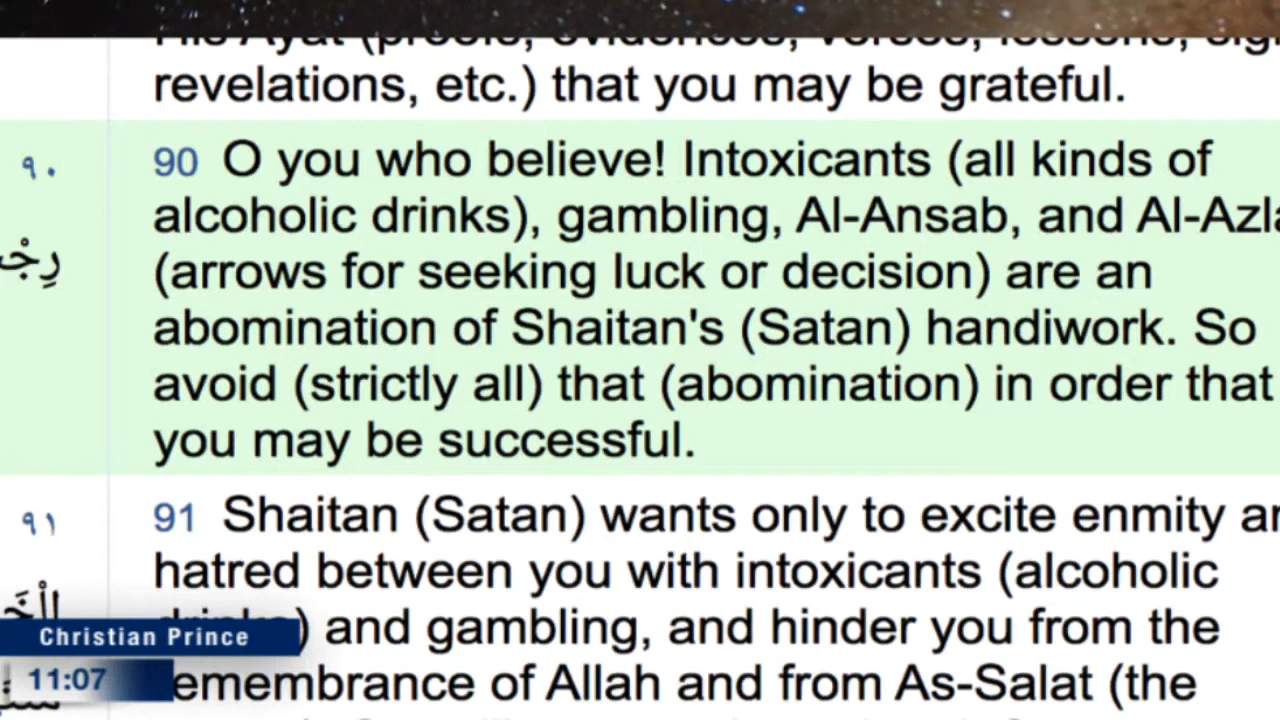 revelations, etc.) that you may be grateful.
٩٠
90 O you who believe! Intoxicants (all kinds of
alcoholic drinks), gambling, Al-Ansab, and
(arrows for seeking luck or decision) are an
abomination of Shaitan's (Satan) handiwork. So
avoid (strictly all) that (abomination) in order that
you may be successful.
٩١
91 Shaitan (Satan) wants only to excite enmity
hatred between you with intoxicants (alcoholic
and gambling, and hinder you from the
of Allah and from As-Salat (the
Christian Prince
11:07